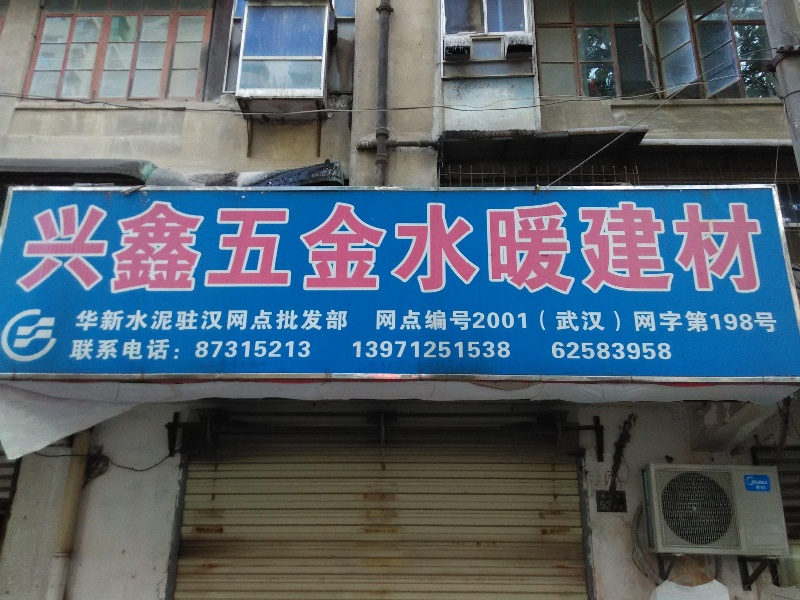 兴鑫五金水暖建材
华新水泥驻汉网点批发部 网点编号2001（武汉）网字第198号
联系电话：87315213 13971251538 62583958
Midea